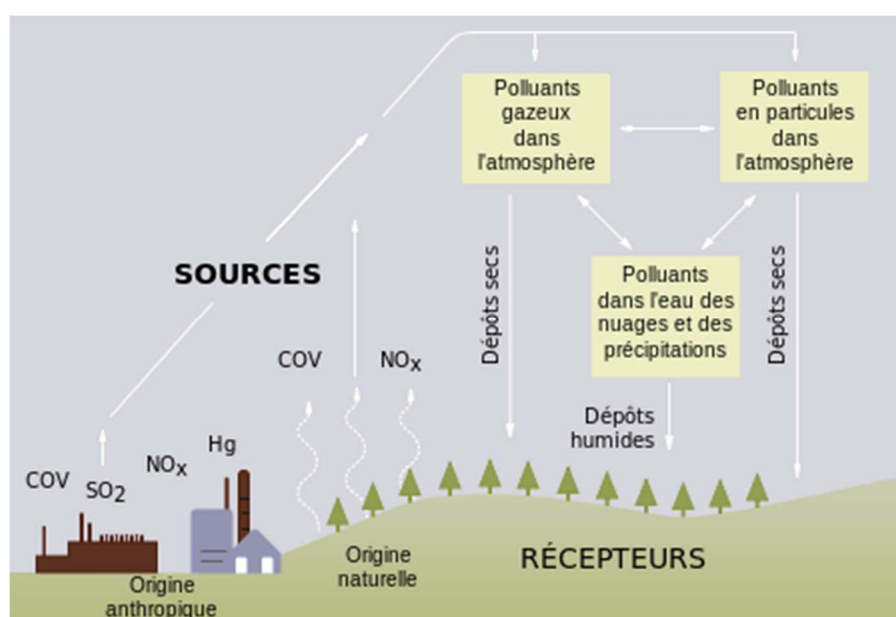 Polluants
gazeux
dans
l'atmosphère
Polluants
en particules
dans
l'atmosphère
SOURCES
Dépôts secs
Polluants
dans l'eau des
nuages et des
précipitations
Dépôts secs
COV
NOx
Dépôts
humides
COV
SO2
NOx
Hg
Origine
anthropique
Origine
naturelle
RÉCEPTEURS